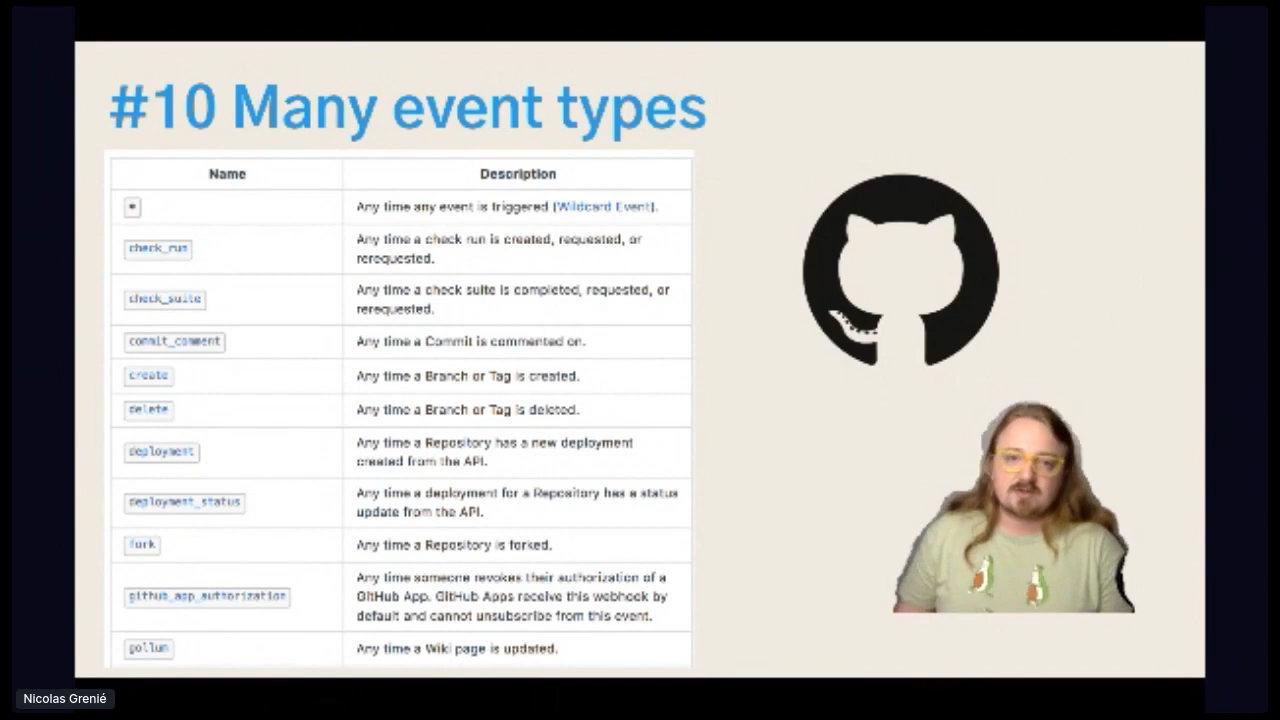 #10 Many event types
Name Description
* Any time any event is triggered (Wildcard Event).
check_run Any time a check run is created, requested, or
rerequested.
check_suite Any time a check suite is completed, requested, or
rerequested.
commit_comment Any time a Commit is commented on.
create Any time a Branch or Tag is created.
delete Any time a Branch or Tag is deleted.
deployment Any time a Repository has a new deployment
created from the API.
deployment_status Any time a deployment for a Repository has a status
update from the API.
fork Any time a Repository is forked.
github_app_authorization Any time someone revokes their authorization of a
GitHub App. GitHub Apps receive this webhook by
default and cannot unsubscribe from this event.
gollum Any time a Wiki page is updated.
Nicolas Grenié